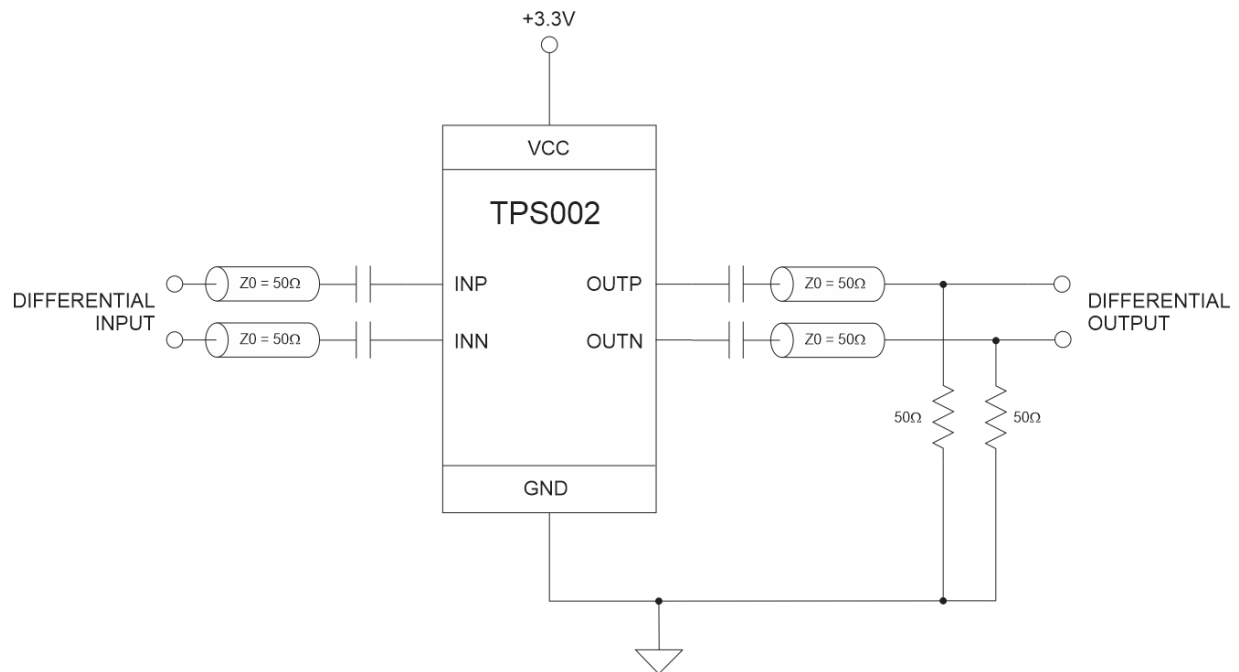 +3.3V
VCC
TPS002
DIFFERENTIAL
INPUT
Z0 = 50Ω
Z0 = 50Ω
INP
INN
OUTP
OUTN
Z0 = 50Ω
Z0 = 50Ω
DIFFERENTIAL
OUTPUT
50Ω
50Ω
GND